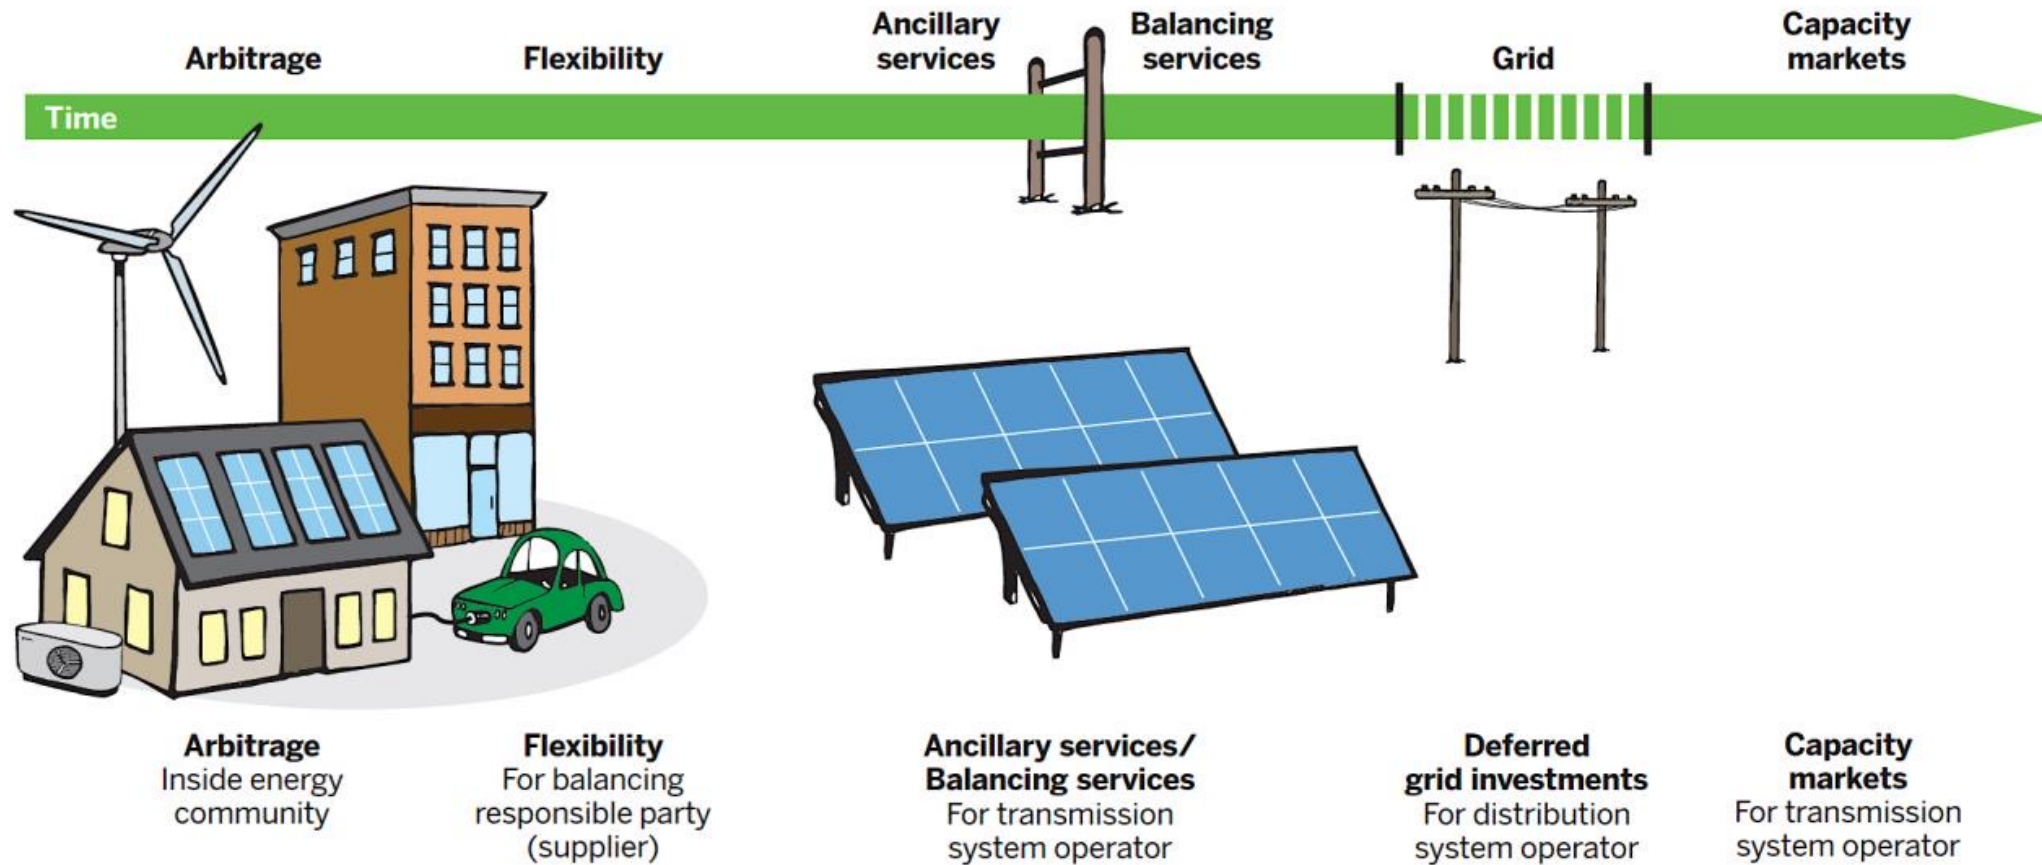 Arbitrage
Flexibility
Ancillary
services
Balancing
services
Grid
Capacity
markets
Time
Arbitrage
Inside energy
community
Flexibility
For balancing
responsible party
(supplier)
Ancillary services/
Balancing services
For transmission
system operator
Deferred
grid investments
For distribution
system operator
Capacity
markets
For transmission
system operator